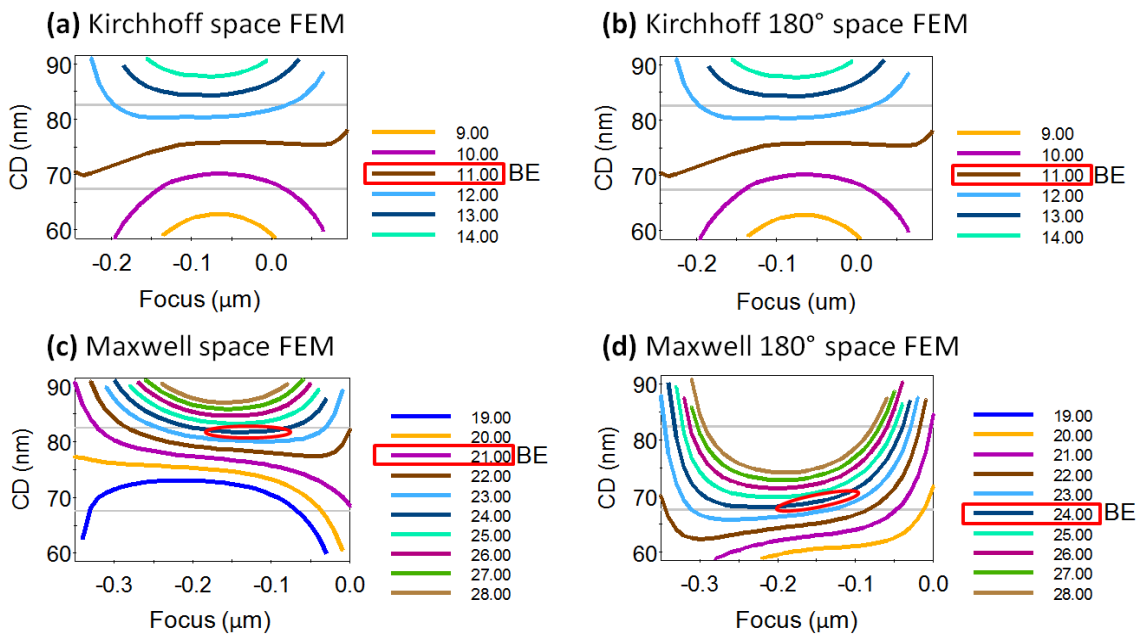 (a) Kirchhoff space FEM
90
80
70
60
CD (nm)
-0.2 -0.1 0.0
Focus (µm)
9.00
10.00
11.00 BE
12.00
13.00
14.00
(b) Kirchhoff 180° space FEM
90
80
70
60
CD (nm)
-0.2 -0.1 0.0
Focus (um)
9.00
10.00
11.00 BE
12.00
13.00
14.00
(c) Maxwell space FEM
90
80
70
60
CD (nm)
-0.3 -0.2 -0.1 0.0
Focus (µm)
19.00
20.00
21.00 BE
22.00
23.00
24.00
25.00
26.00
27.00
28.00
(d) Maxwell 180° space FEM
90
80
70
60
CD (nm)
-0.3 -0.2 -0.1 0.0
Focus (µm)
19.00
20.00
21.00
22.00
23.00
24.00 BE
25.00
26.00
27.00
28.00